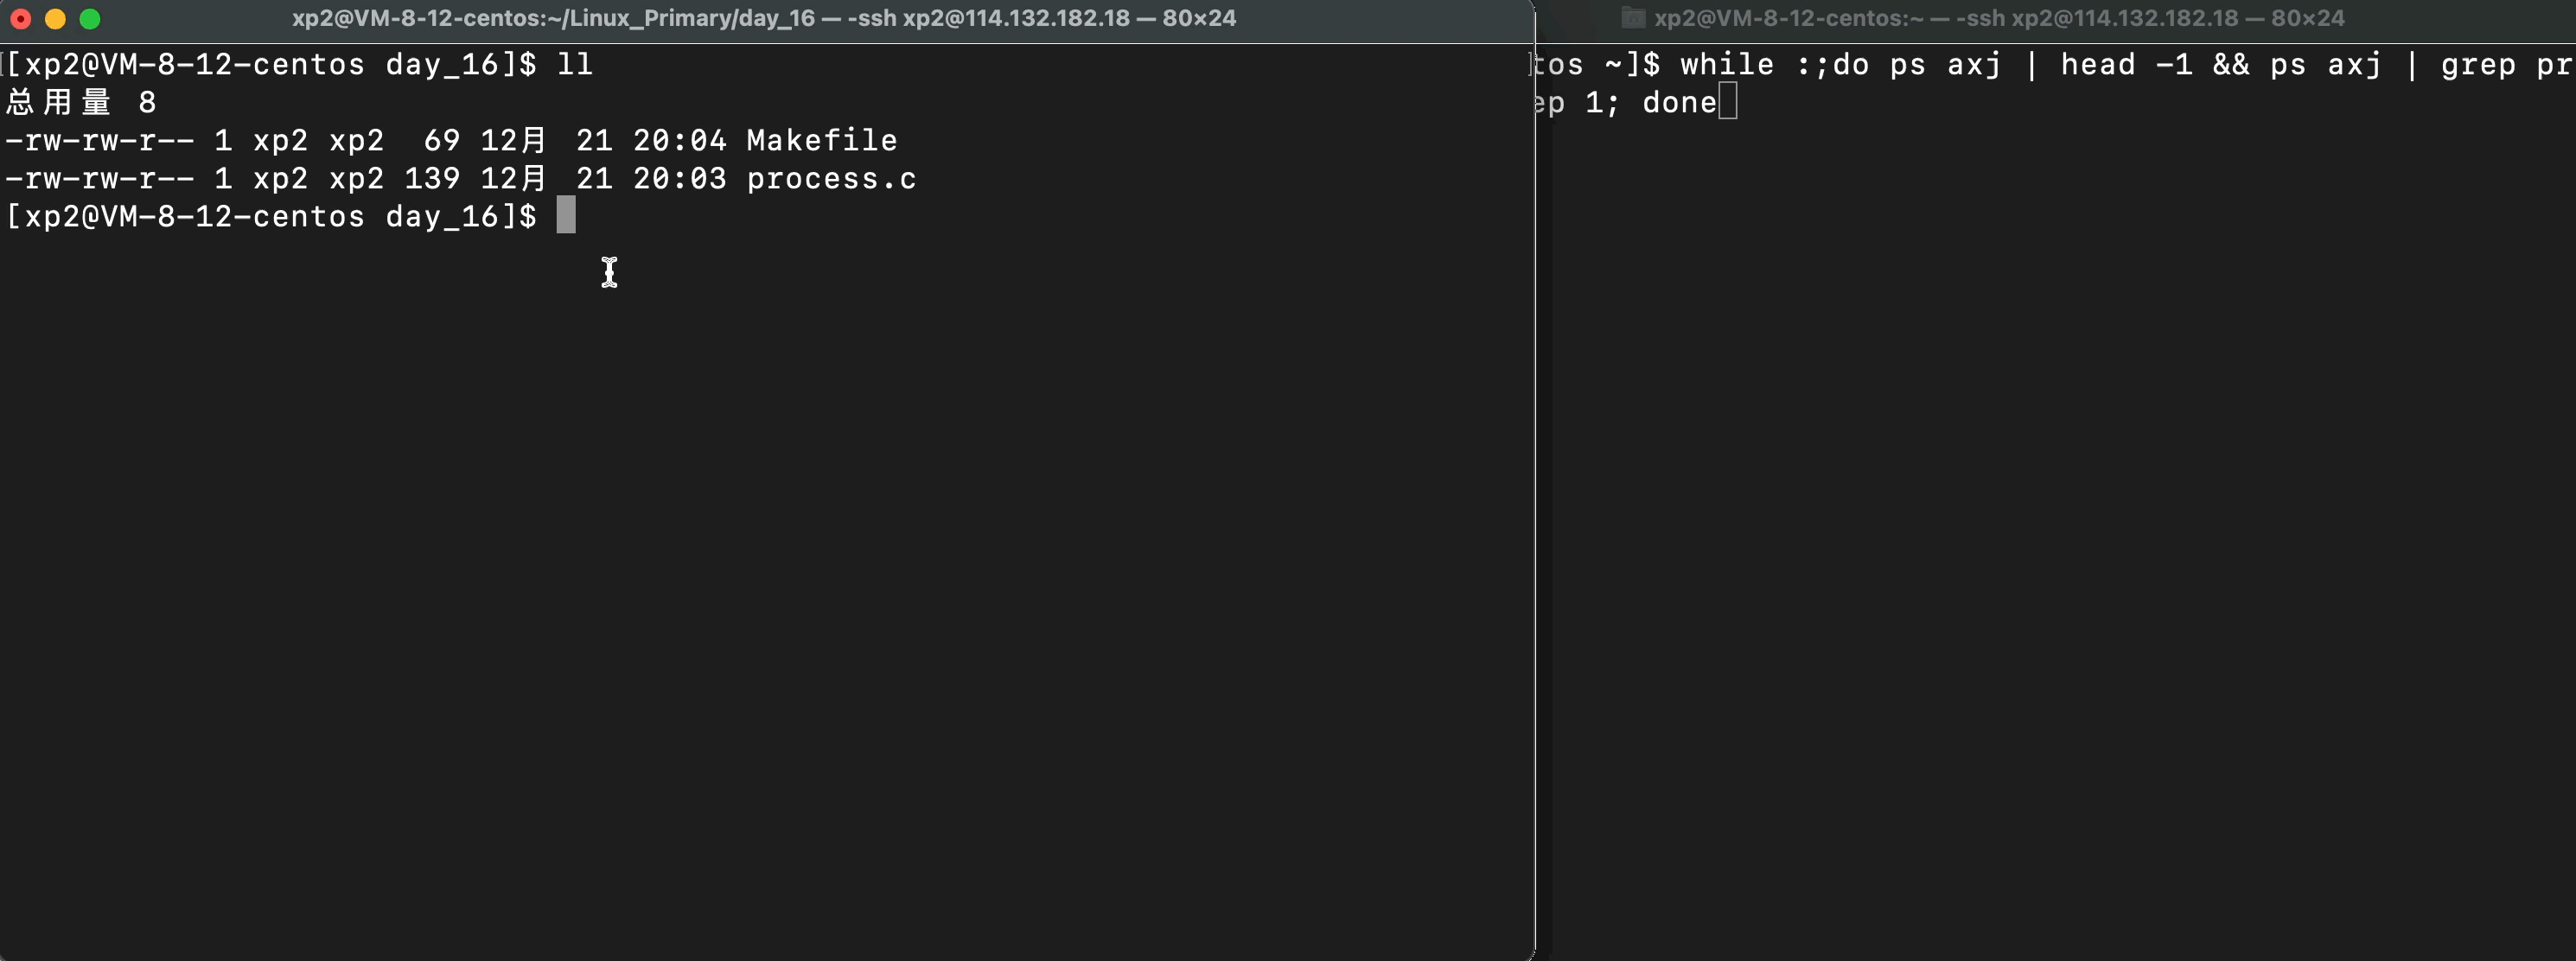 xp2@VM-8-12-centos:~/Linux_Primary/day_16 — -ssh xp2@114.132.182.18 — 80×24
[xp2@VM-8-12-centos day_16]$ ll
总用量 8
-rw-rw-r-- 1 xp2 xp2  69 12月  21 20:04 Makefile
-rw-rw-r-- 1 xp2 xp2 139 12月  21 20:03 process.c
[xp2@VM-8-12-centos day_16]$
xp2@VM-8-12-centos:~ — -ssh xp2@114.132.182.18 — 80×24
tos ~]$ while :;do ps axj | head -1 && ps axj | grep pr
ep 1; done